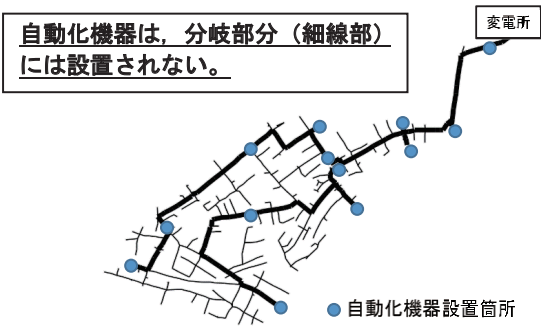 変電所
自動化機器は，分岐部分（細線部）
には設置されない。
自動化機器設置箇所